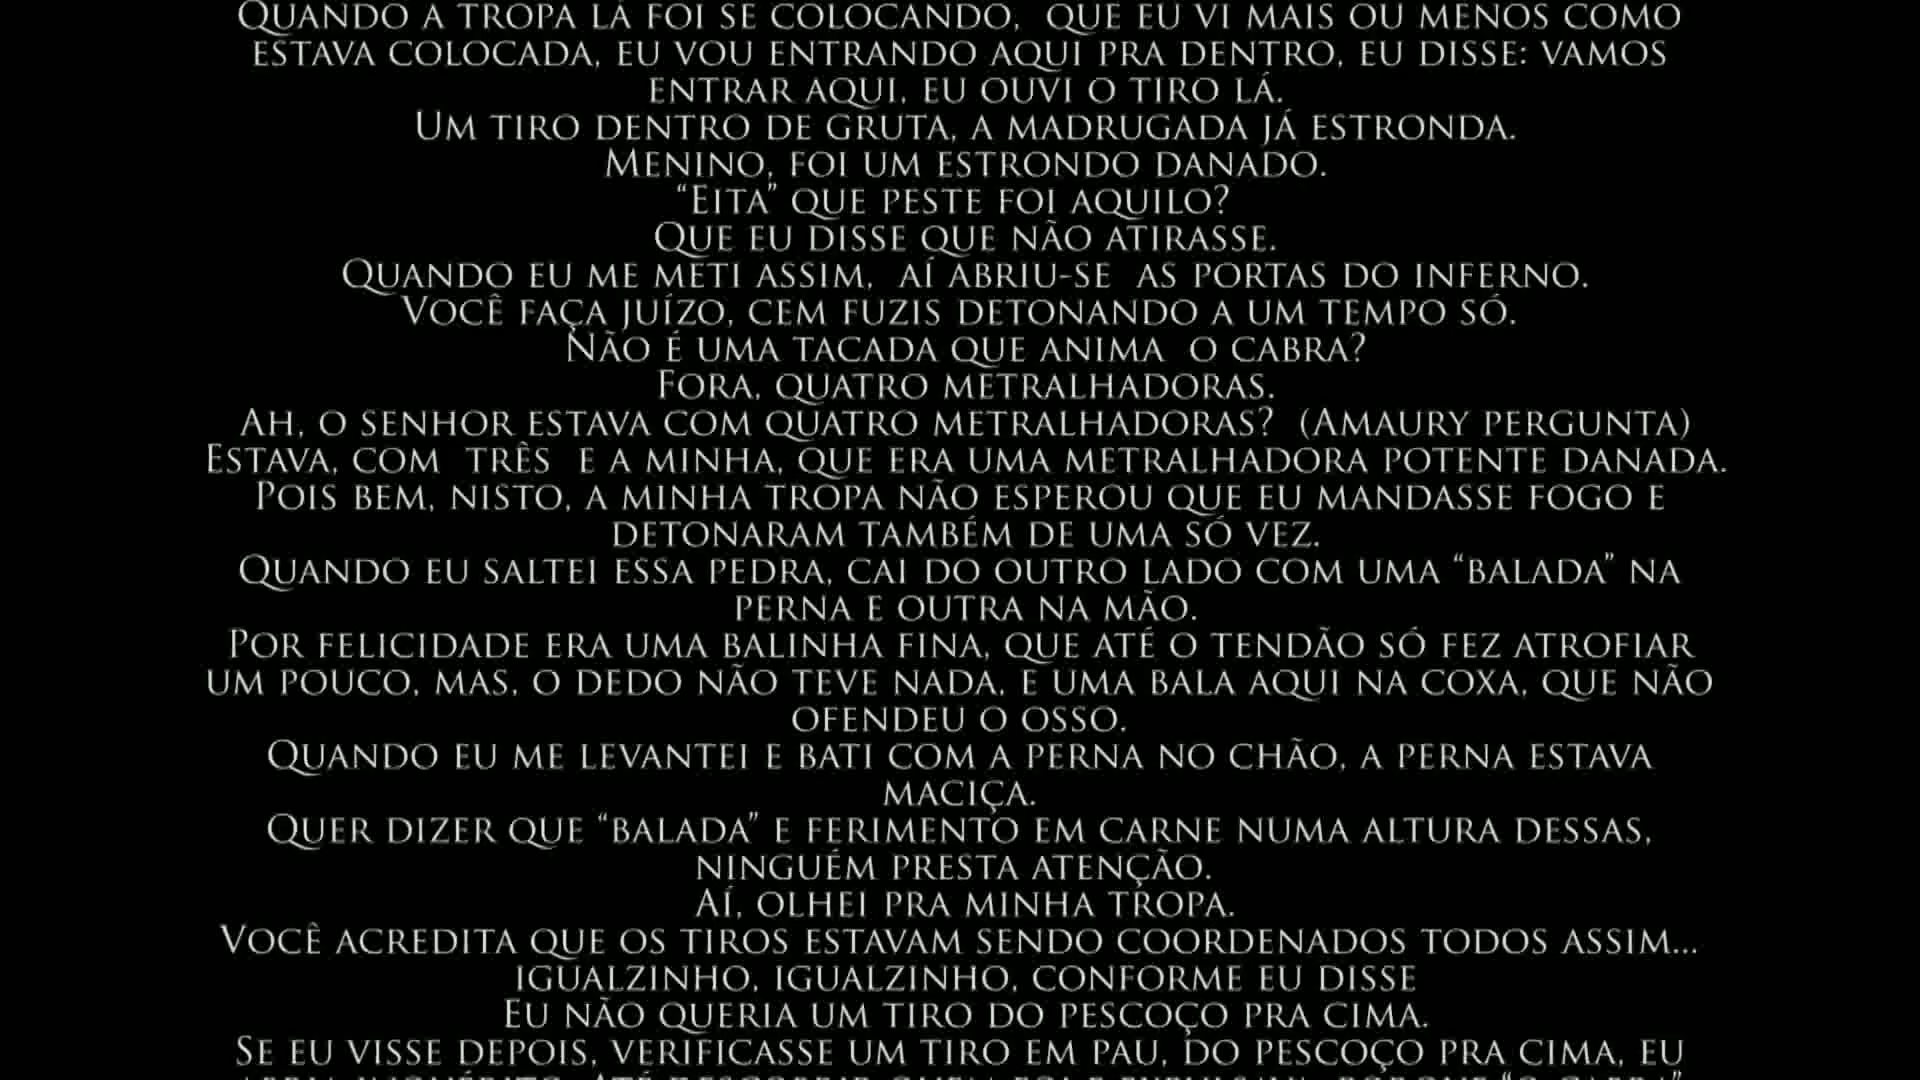 Quando a tropa lá foi se colocando, que eu vi mais ou menos como
estava colocada, eu vou entrando aqui pra dentro, eu disse: vamos
entrar aqui. Eu ouvi o tiro lá.
Um tiro dentro de gruta, a madrugada já estronda.
Menino, foi um estrondo danado.
“Eita” que peste foi aquilo?
Que eu disse que não atirasse.
Quando eu me meti assim, aí abriu-se as portas do inferno.
Você faça juízo, cem fuzis detonando a um tempo só.
Não é uma tacada que anima o cabra?
Fora, quatro metralhadoras.
Ah, o senhor estava com quatro metralhadoras? (Amaury pergunta)
Estava, com três e a minha, que era uma metralhadora potente danada.
Pois bem, nisto, a minha tropa não esperou que eu mandasse fogo e
detonaram também de uma só vez.
Quando eu saltei essa pedra, cai do outro lado com uma “balada” na
perna e outra na mão.
Por felicidade era uma balinha fina, que até o tendão só fez atrofiar
um pouco, mas, o dedo não teve nada. E uma bala aqui na coxa, que não
ofendeu o osso.
Quando eu me levantei e bati com a perna no chão, a perna estava
maciça.
Quer dizer que “balada” e ferimento em carne numa altura dessas,
ninguém presta atenção.
Aí, olhei pra minha tropa.
Você acredita que os tiros estavam sendo coordenados todos assim...
igualzinho, igualzinho, conforme eu disse
Eu não queria um tiro do pescoço pra cima.
Se eu visse depois, verificasse um tiro em pau, do pescoço pra cima, eu